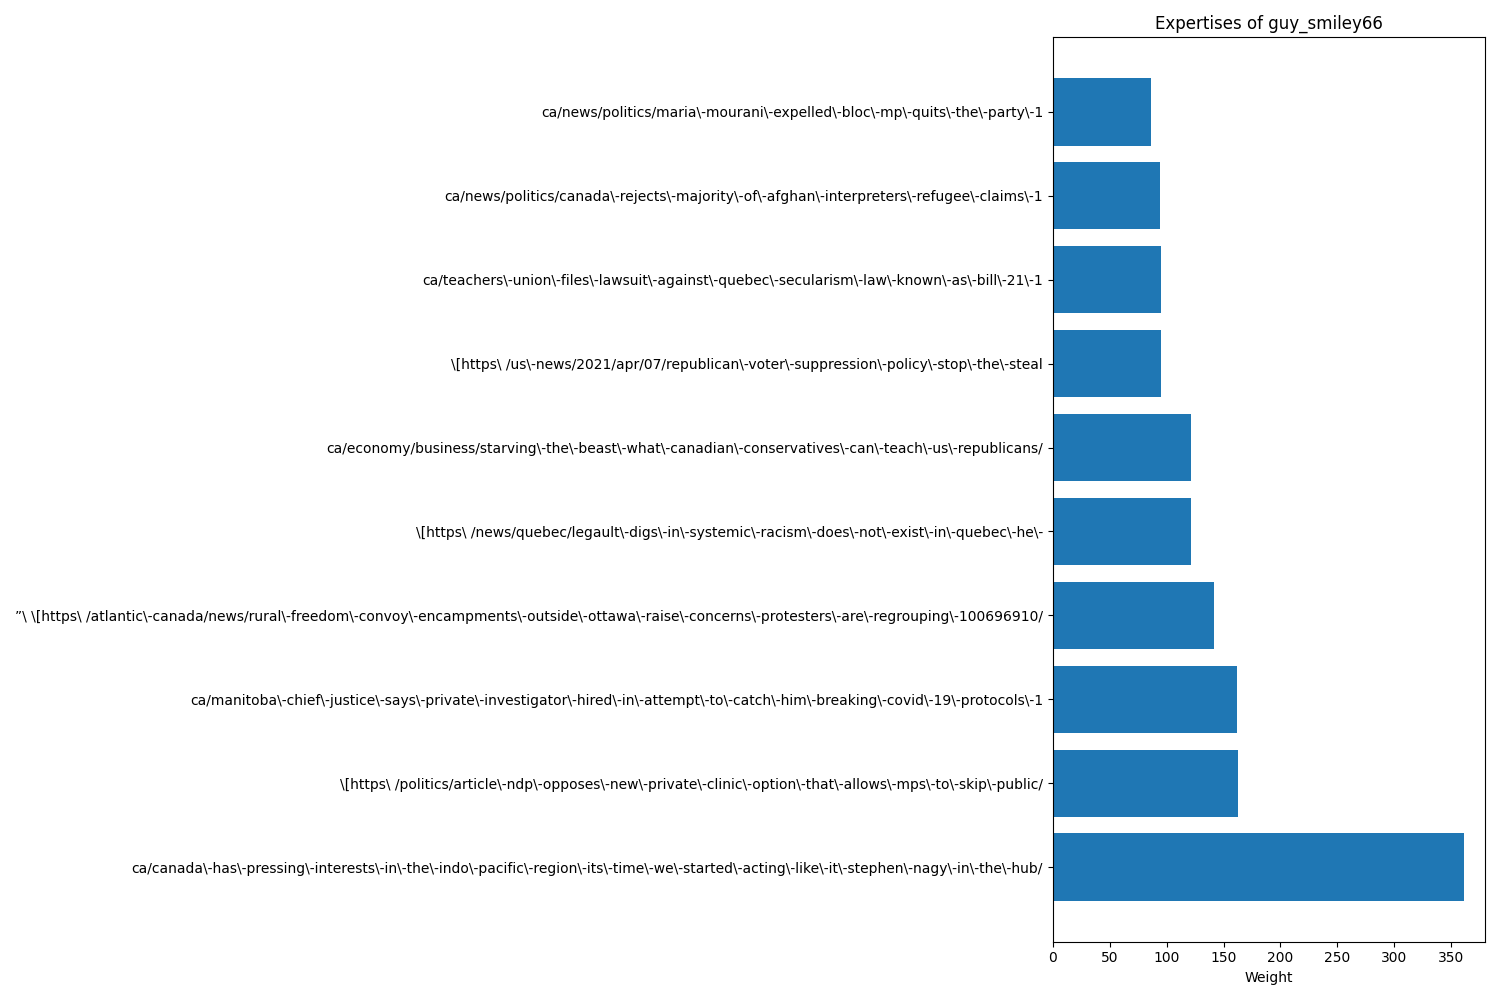 Expertises of guy_smiley66
ca/news/politics/maria\-mourani\-expelled\-bloc\-mp\-quits\-the\-party\-1
ca/news/politics/canada\-rejects\-majority\-of\-afghan\-interpreters\-refugee\-claims\-1
ca/teachers\-union\-files\-lawsuit\-against\-quebec\-secularism\-law\-known\-as\-bill\-21\-1
\[https\ /us\-news/2021/apr/07/republican\-voter\-suppression\-policy\-stop\-the\-steal
ca/economy/business/starving\-the\-beast\-what\-canadian\-conservatives\-can\-teach\-us\-republicans/
\[https\ /news/quebec/legault\-digs\-in\-systemic\-racism\-does\-not\-exist\-in\-quebec\-he\-
”\ \[https\ /atlantic\-canada/news/rural\-freedom\-convoy\-encampments\-outside\-ottawa\-raise\-concerns\-protesters\-are\-regrouping\-100696910/
ca/manitoba\-chief\-justice\-says\-private\-investigator\-hired\-in\-attempt\-to\-catch\-him\-breaking\-covid\-19\-protocols\-1
\[https\ /politics/article\-ndp\-opposes\-new\-private\-clinic\-option\-that\-allows\-mps\-to\-skip\-public/
ca/canada\-has\-pressing\-interests\-in\-the\-indo\-pacific\-region\-its\-time\-we\-started\-acting\-like\-it\-stephen\-nagy\-in\-the\-hub/
0 50 100 150 200 250 300 350
Weight